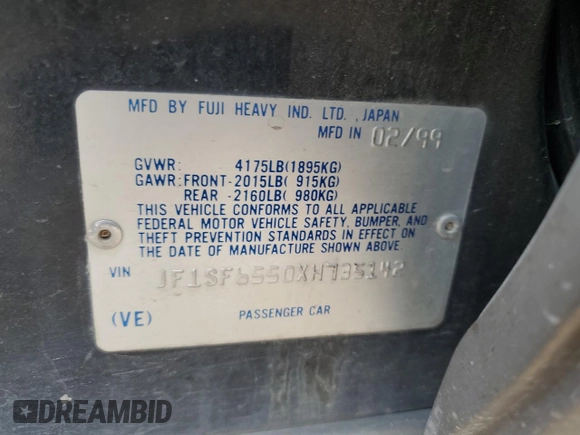 MFD BY FUJI HEAVY IND. LTD., JAPAN
MFD IN 02/99
GVWR: 4175LB(1895KG)
GAWR:FRONT-2015LB( 915KG)
REAR -2160LB( 980KG)
THIS VEHICLE CONFORMS TO ALL APPLICABLE
FEDERAL MOTOR VEHICLE SAFETY, BUMPER, AND
THEFT PREVENTION STANDARDS IN EFFECT ON
THE DATE OF MANUFACTURE SHOWN ABOVE.
VIN JF1SF6550XH735142
(VE) PASSENGER CAR
DREAMBID